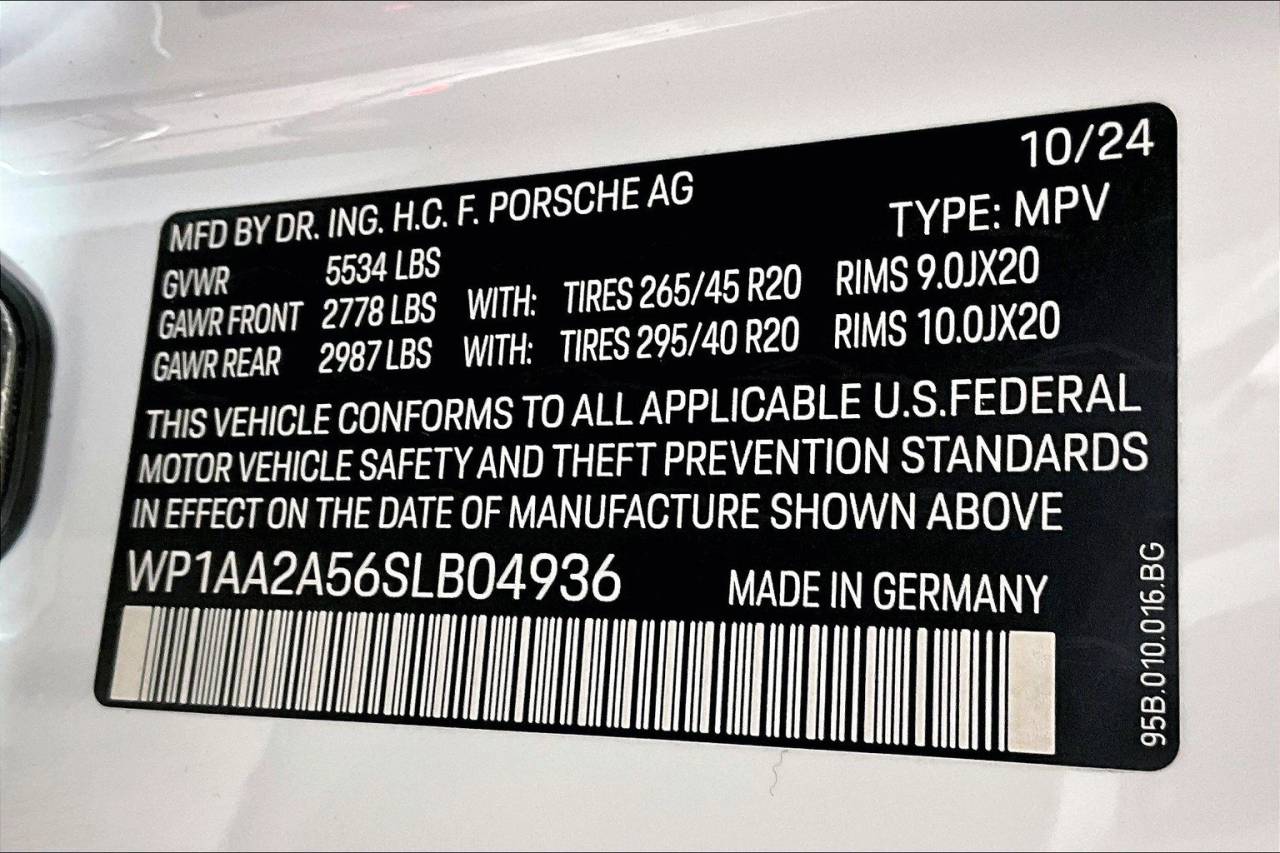 10/24
MFD BY DR. ING. H.C. F. PORSCHE AG
TYPE: MPV
GVWR 5534 LBS
GAWR FRONT 2778 LBS WITH: TIRES 265/45 R20 RIMS 9.0JX20
GAWR REAR 2987 LBS WITH: TIRES 295/40 R20 RIMS 10.0JX20
THIS VEHICLE CONFORMS TO ALL APPLICABLE U.S.FEDERAL
MOTOR VEHICLE SAFETY AND THEFT PREVENTION STANDARDS
IN EFFECT ON THE DATE OF MANUFACTURE SHOWN ABOVE
WP1AA2A56SLB04936 MADE IN GERMANY
95B.010.016.BG